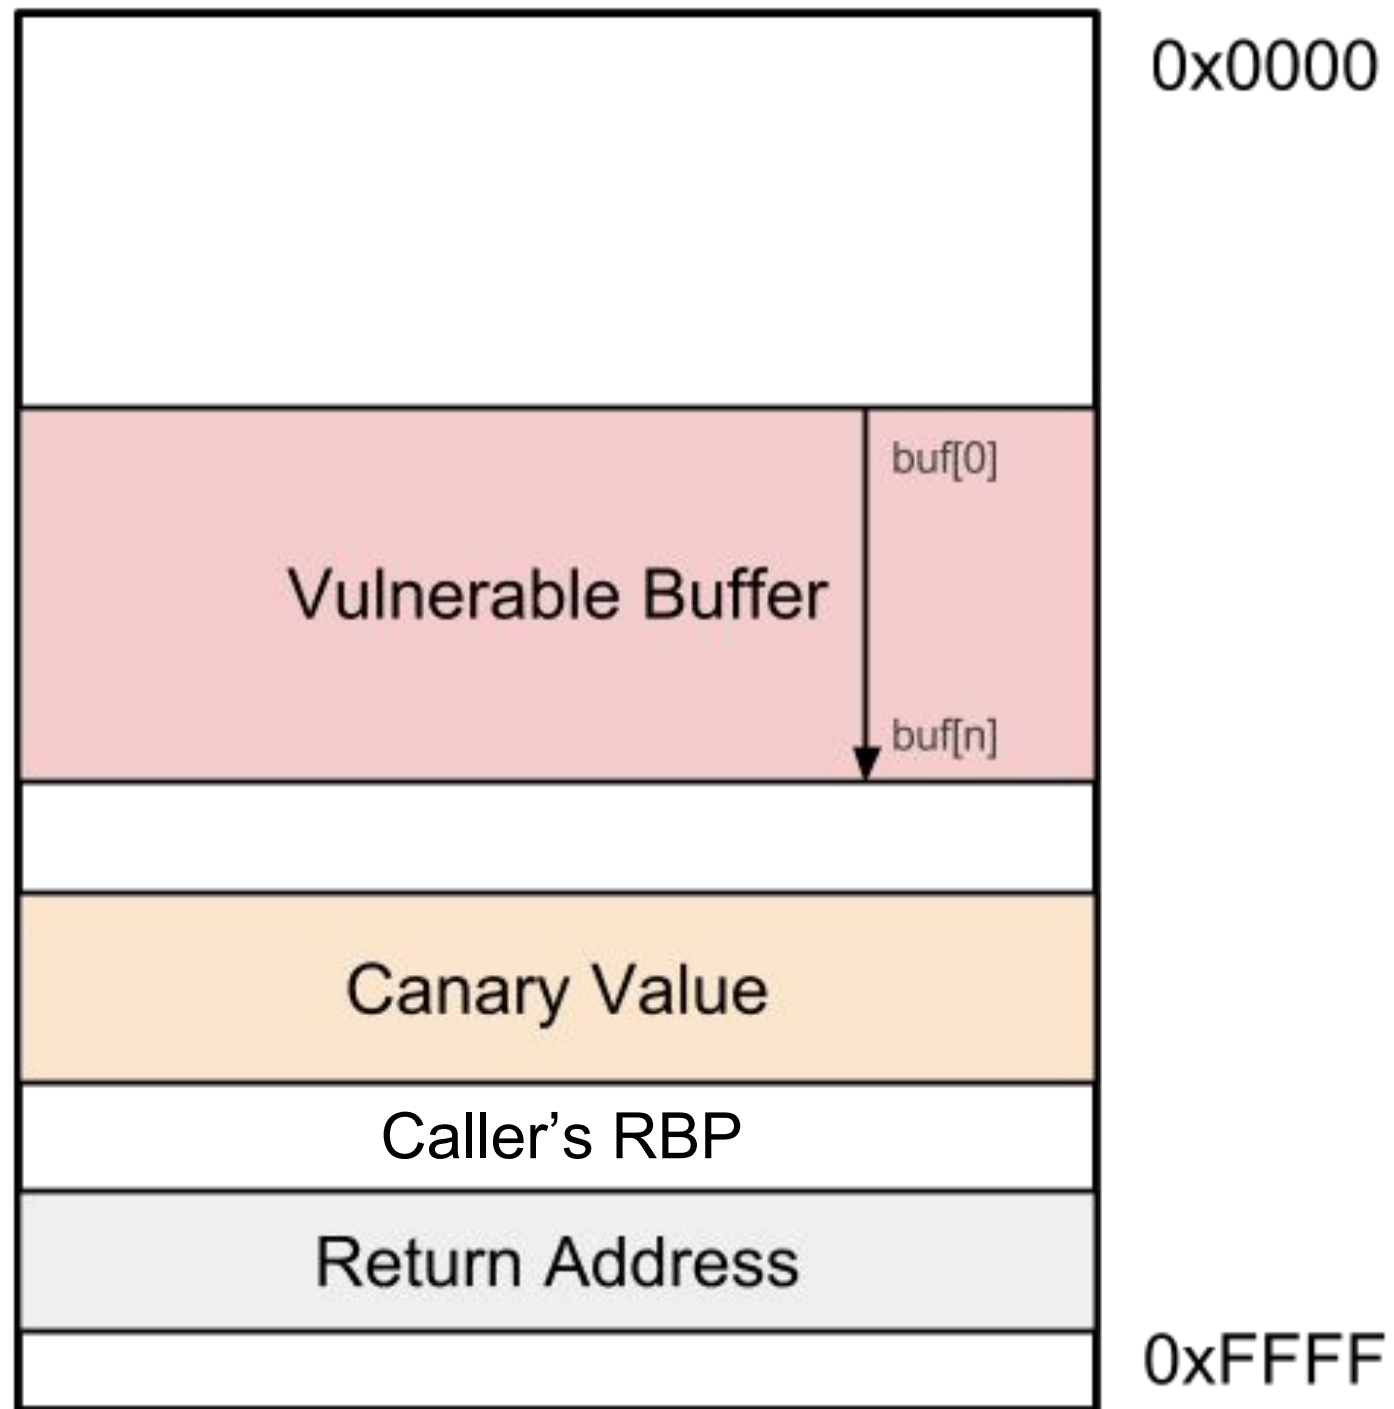 0x0000
buf[0]
Vulnerable Buffer
buf[n]
Canary Value
Caller’s RBP
Return Address
0xFFFF